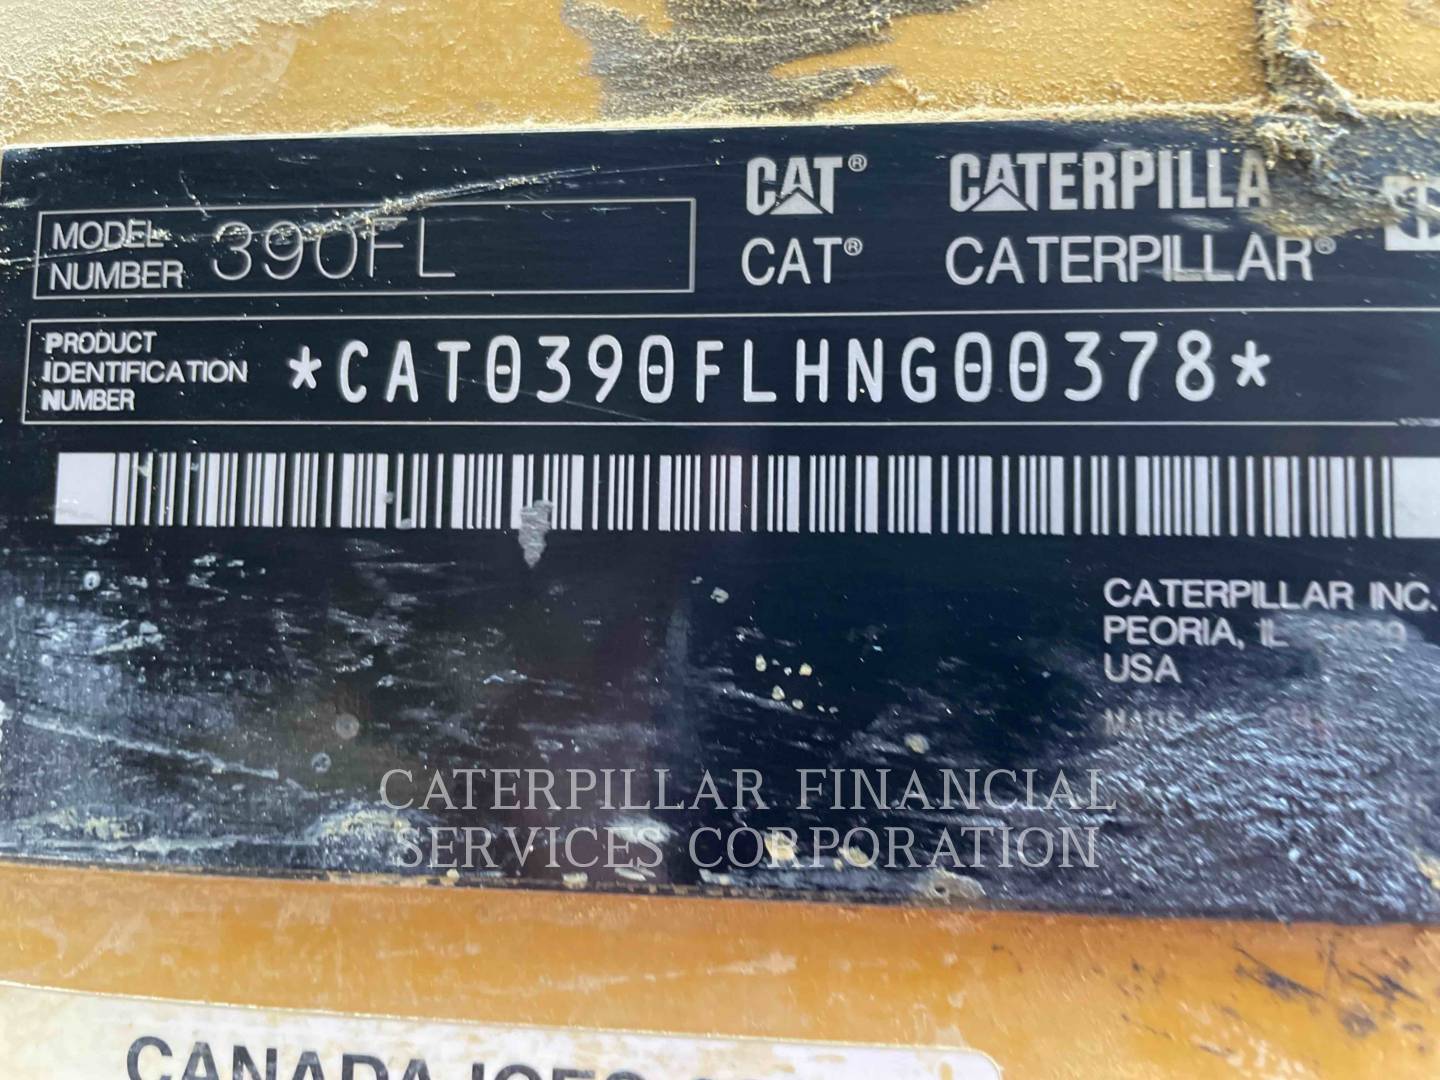 CAT® CATERPILLA
MODEL NUMBER 390FL
CAT® CATERPILLAR®
PRODUCT IDENTIFICATION NUMBER *CAT0390FLHNG00378*
CATERPILLAR INC.
PEORIA, IL
USA
CATERPILLAR FINANCIAL
SERVICES CORPORATION
CANADA